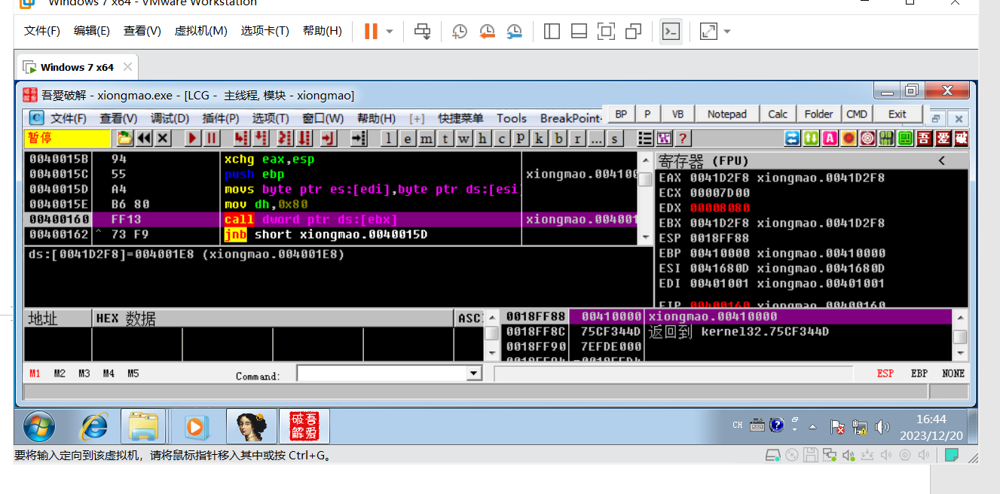 Windows 7 x64 - VMware Workstation
文件(F) 编辑(E) 查看(V) 虚拟机(M) 选项卡(T) 帮助(H)
Windows 7 x64
吾愛破解 - xiongmao.exe - [LCG - 主线程, 模块 - xiongmao]
C 文件(F) 查看(V) 调试(D) 插件(P) 选项(T) 窗口(W) 帮助(H) [+] 快捷菜单 Tools BreakPoint- BP P VB Notepad Calc Folder CMD Exit
暂停 l e m t w h c P k b r ... s ? A 吾 爱 破
0040015B 94 xchg eax,esp
0040015C 55 push ebp xiongmao.004100
0040015D A4 movs byte ptr es:[edi],byte ptr ds:[esi]
0040015E B6 80 mov dh,0x80
00400160 FF13 call dword ptr ds:[ebx] xiongmao.004001
00400162 ^ 73 F9 jnb short xiongmao.0040015D
ds:[0041D2F8]=004001E8 (xiongmao.004001E8)
寄存器 (FPU) <
EAX 0041D2F8 xiongmao.0041D2F8
ECX 00007D00
EDX 00008080
EBX 0041D2F8 xiongmao.0041D2F8
ESP 0018FF88
EBP 00410000 xiongmao.00410000
ESI 0041680D xiongmao.0041680D
EDI 00401001 xiongmao.00401001
EIP 00400160 xiongmao.00400160
地址 HEX 数据 ASC
0018FF88 00410000 xiongmao.00410000
0018FF8C 75CF344D 返回到 kernel32.75CF344D
0018FF90 7EFDE000
0018FF94 0018FFD4
M1 M2 M3 M4 M5 Command: ESP EBP NONE
破吾
解爱
CH
16:44
2023/12/20
要将输入定向到该虚拟机，请将鼠标指针移入其中或按 Ctrl+G。